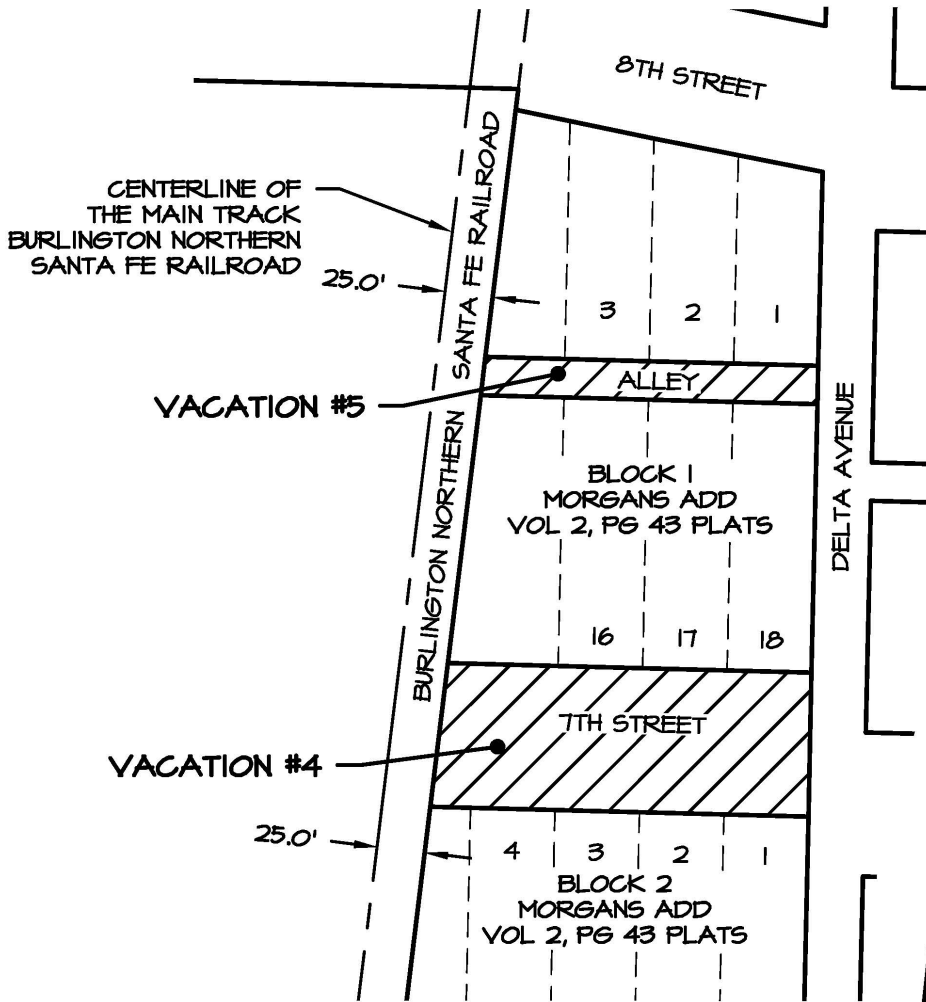 8TH STREET
CENTERLINE OF
THE MAIN TRACK
BURLINGTON NORTHERN
SANTA FE RAILROAD
25.0'
BURLINGTON NORTHERN SANTA FE RAILROAD
3 2 1
VACATION #5
ALLEY
DELTA AVENUE
BLOCK 1
MORGANS ADD
VOL 2, PG 43 PLATS
16 17 18
7TH STREET
VACATION #4
25.0'
4 3 2 1
BLOCK 2
MORGANS ADD
VOL 2, PG 43 PLATS